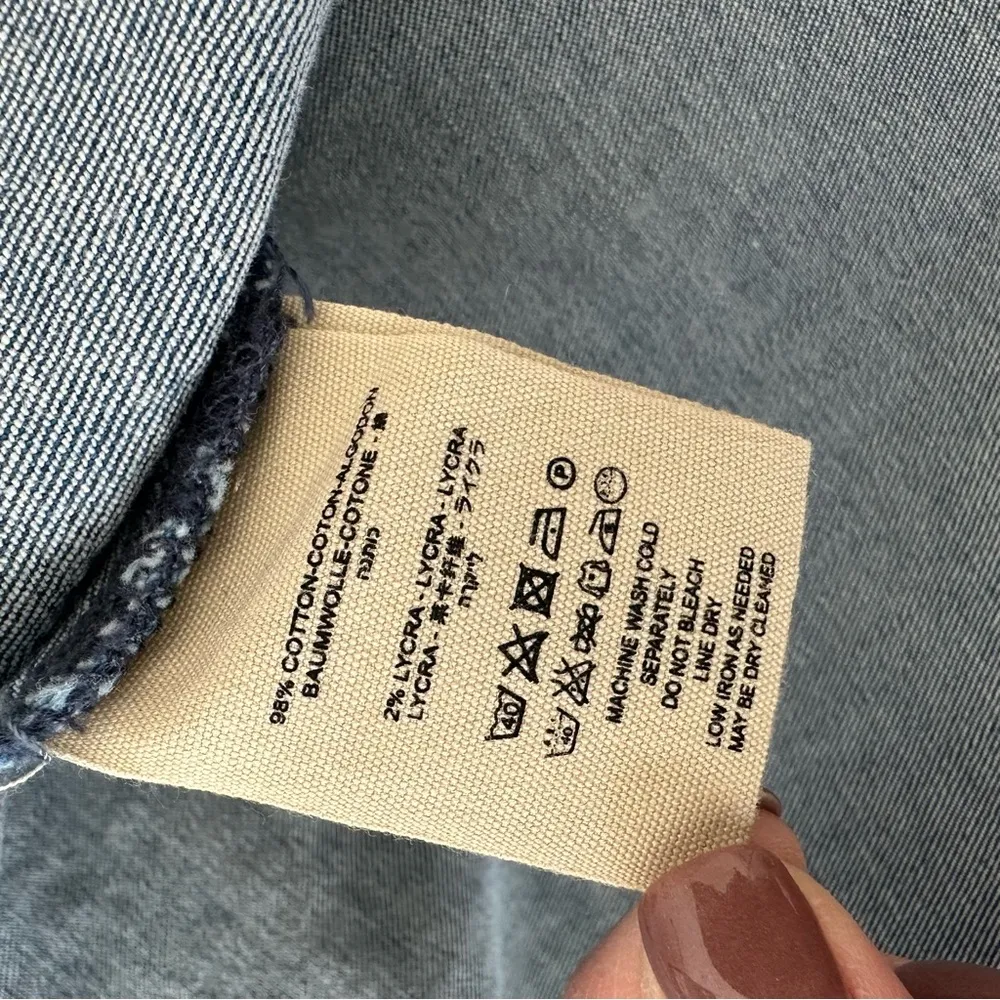 98% COTTON-COTON-ALGODON
BAUMWOLLE-COTONE - 綿
כותנה
2% LYCRA - LYCRA - LYCRA
LYCRA - 莱卡纤维 - ライクラ
לייקרה
40
P
40
MACHINE WASH COLD
SEPARATELY
DO NOT BLEACH
LINE DRY
LOW IRON AS NEEDED
MAY BE DRY CLEANED